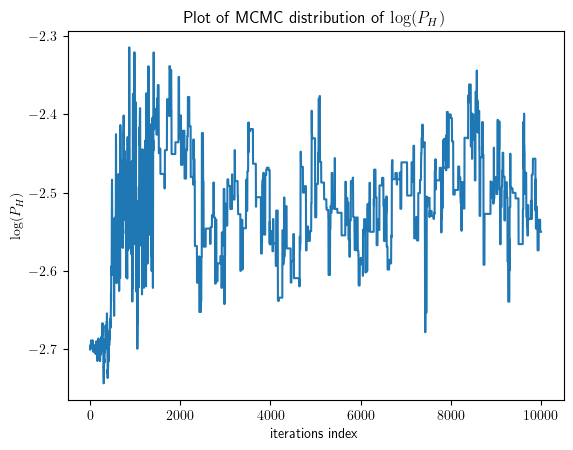 Plot of MCMC distribution of log(P_H)
−2.3
−2.4
−2.5
−2.6
−2.7
log(P_H)
0 2000 4000 6000 8000 10000
iterations index